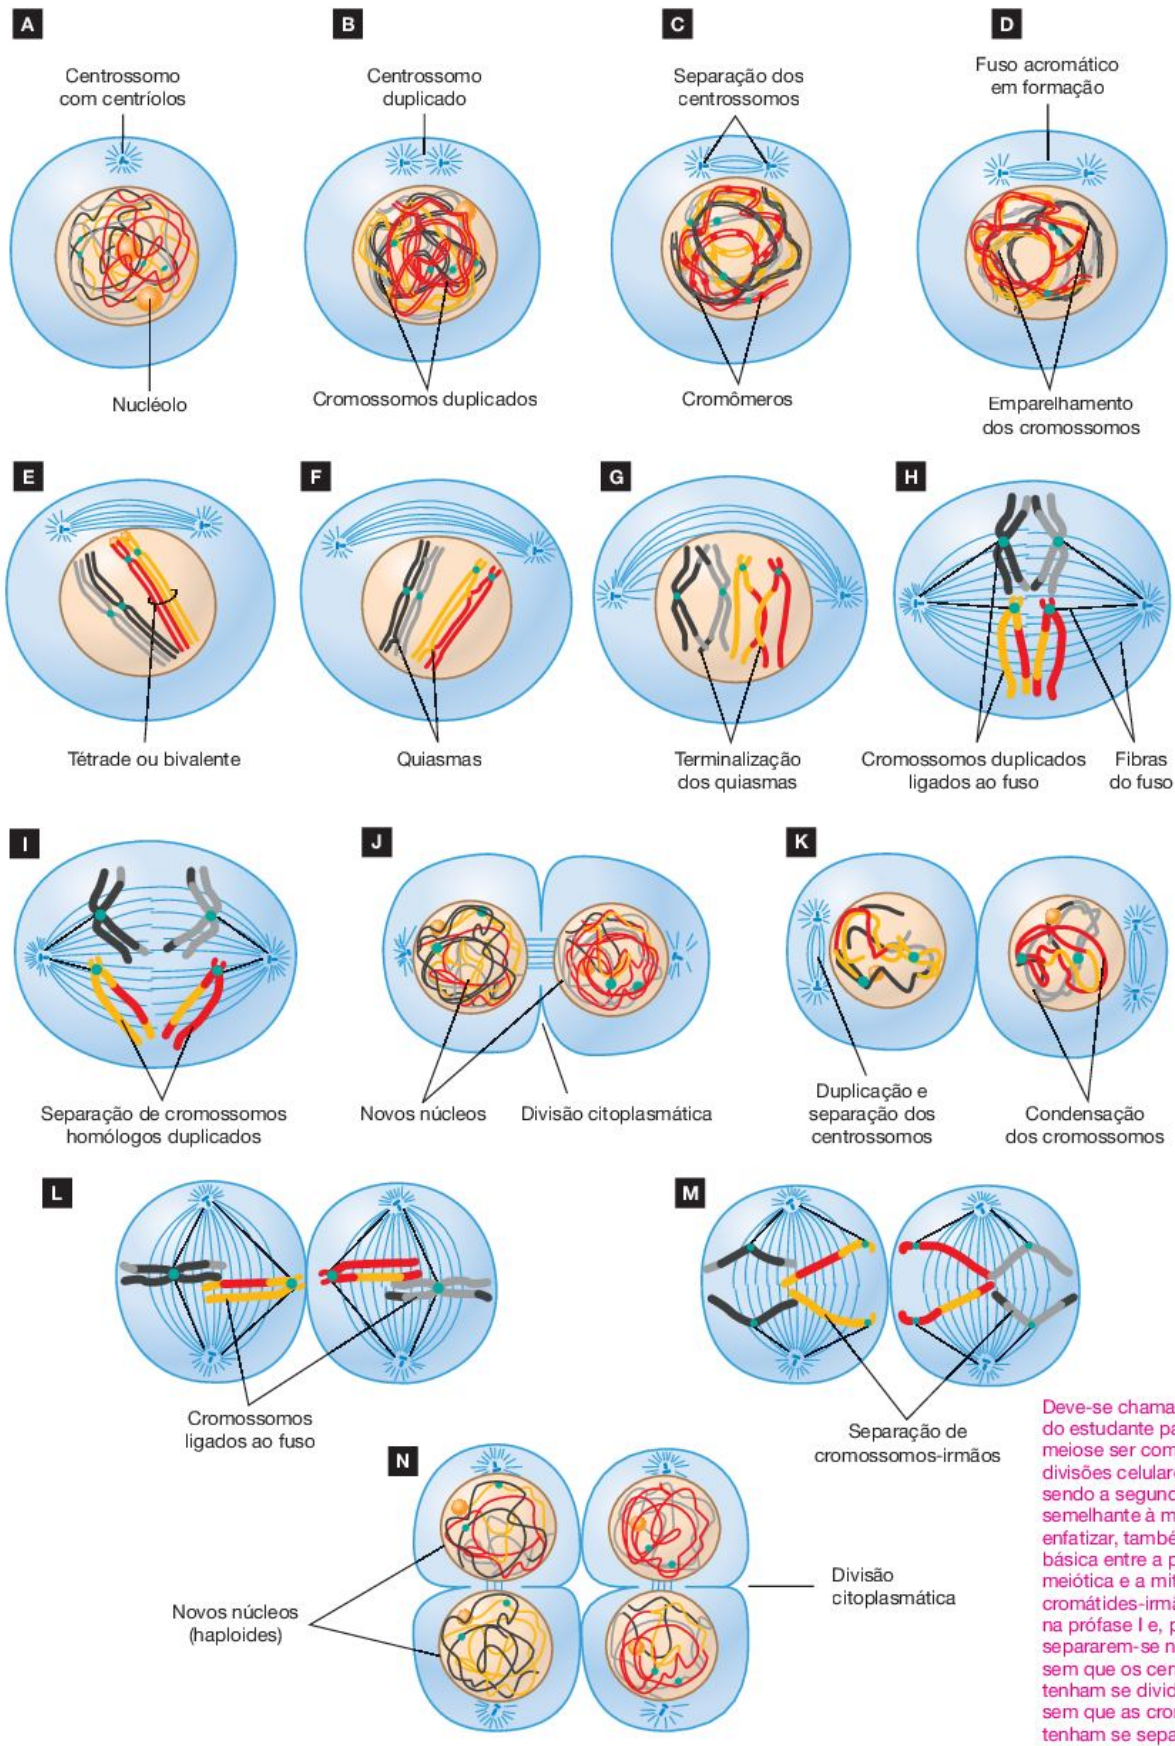 A
B
C
D
Centrossomo
com centríolos
Centrossomo
duplicado
Separação dos
centrossomos
Fuso acromático
em formação
Nucléolo
Cromossomos duplicados
Cromômeros
Emparelhamento
dos cromossomos
E
F
G
H
Tétrade ou bivalente
Quiasmas
Terminalização
dos quiasmas
Cromossomos duplicados
ligados ao fuso
Fibras
do fuso
I
J
K
Separação de cromossomos
homólogos duplicados
Novos núcleos
Divisão citoplasmática
Duplicação e
separação dos
centrossomos
Condensação
dos cromossomos
L
M
Cromossomos
ligados ao fuso
Separação de
cromossomos-irmãos
N
Novos núcleos
(haploides)
Divisão
citoplasmática
Deve-se chama
do estudante pa
meiose ser com
divisões celular
sendo a segund
semelhante à m
enfatizar, també
básica entre a p
meiótica e a mit
cromátides-irmã
na prófase I e, p
separarem-se n
sem que os cen
tenham se divid
sem que as cro
tenham se sepa